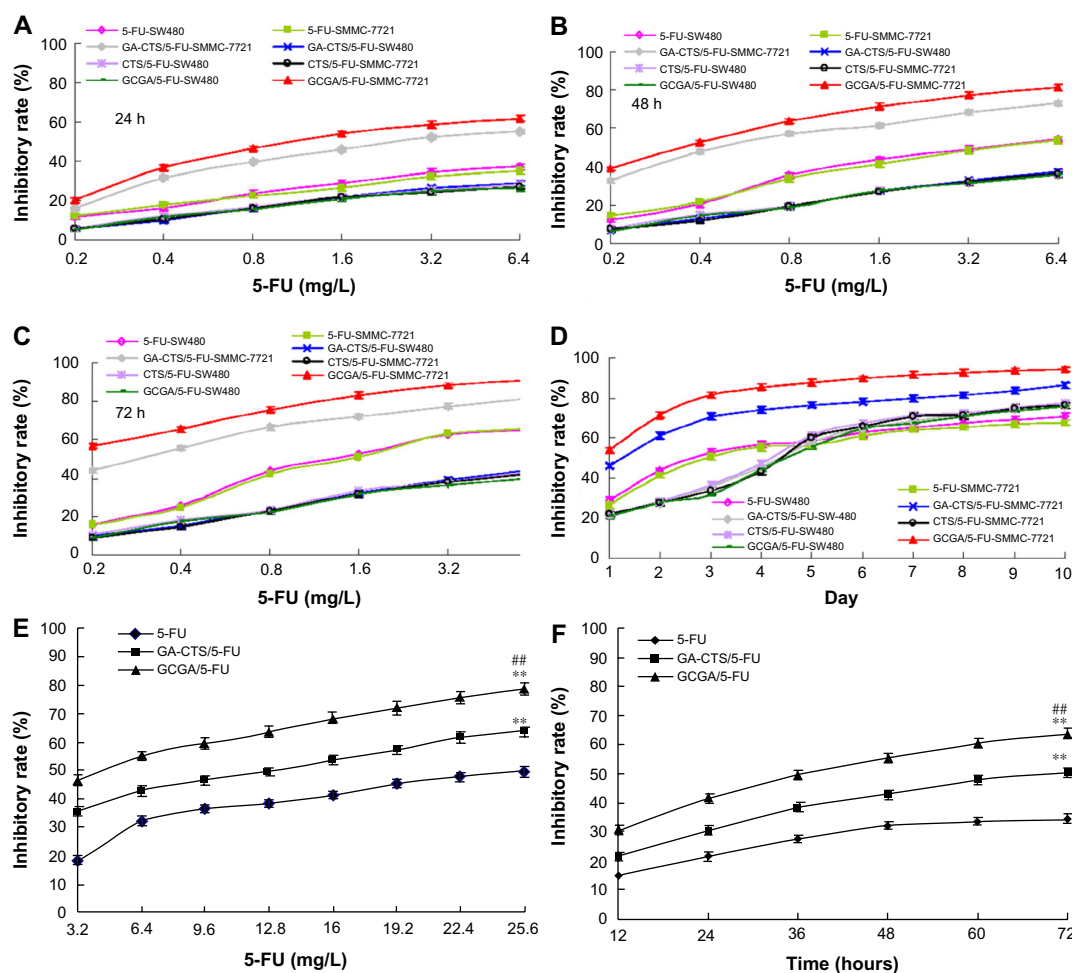 A
5-FU-SW480
5-FU-SMMC-7721
GA-CTS/5-FU-SMMC-7721
GA-CTS/5-FU-SW480
CTS/5-FU-SW480
CTS/5-FU-SMMC-7721
GCGA/5-FU-SW480
GCGA/5-FU-SMMC-7721
24 h
Inhibitory rate (%)
100
80
60
40
20
0
0.2 0.4 0.8 1.6 3.2 6.4
5-FU (mg/L)
B
5-FU-SW480
5-FU-SMMC-7721
GA-CTS/5-FU-SMMC-7721
GA-CTS/5-FU-SW480
CTS/5-FU-SW480
CTS/5-FU-SMMC-7721
GCGA/5-FU-SW480
GCGA/5-FU-SMMC-7721
48 h
Inhibitory rate (%)
100
80
60
40
20
0
0.2 0.4 0.8 1.6 3.2 6.4
5-FU (mg/L)
C
5-FU-SW480
5-FU-SMMC-7721
GA-CTS/5-FU-SMMC-7721
GA-CTS/5-FU-SW480
CTS/5-FU-SW480
CTS/5-FU-SMMC-7721
GCGA/5-FU-SW480
GCGA/5-FU-SMMC-7721
72 h
Inhibitory rate (%)
100
80
60
40
20
0
0.2 0.4 0.8 1.6 3.2
5-FU (mg/L)
D
Inhibitory rate (%)
100
80
60
40
20
0
5-FU-SW480
5-FU-SMMC-7721
GA-CTS/5-FU-SW-480
GA-CTS/5-FU-SMMC-7721
CTS/5-FU-SW480
CTS/5-FU-SMMC-7721
GCGA/5-FU-SW480
GCGA/5-FU-SMMC-7721
1 2 3 4 5 6 7 8 9 10
Day
E
5-FU
GA-CTS/5-FU
GCGA/5-FU
##
**
**
Inhibitory rate (%)
100
90
80
70
60
50
40
30
20
10
0
3.2 6.4 9.6 12.8 16 19.2 22.4 25.6
5-FU (mg/L)
F
5-FU
GA-CTS/5-FU
GCGA/5-FU
##
**
**
Inhibitory rate (%)
100
90
80
70
60
50
40
30
20
10
0
12 24 36 48 60 72
Time (hours)